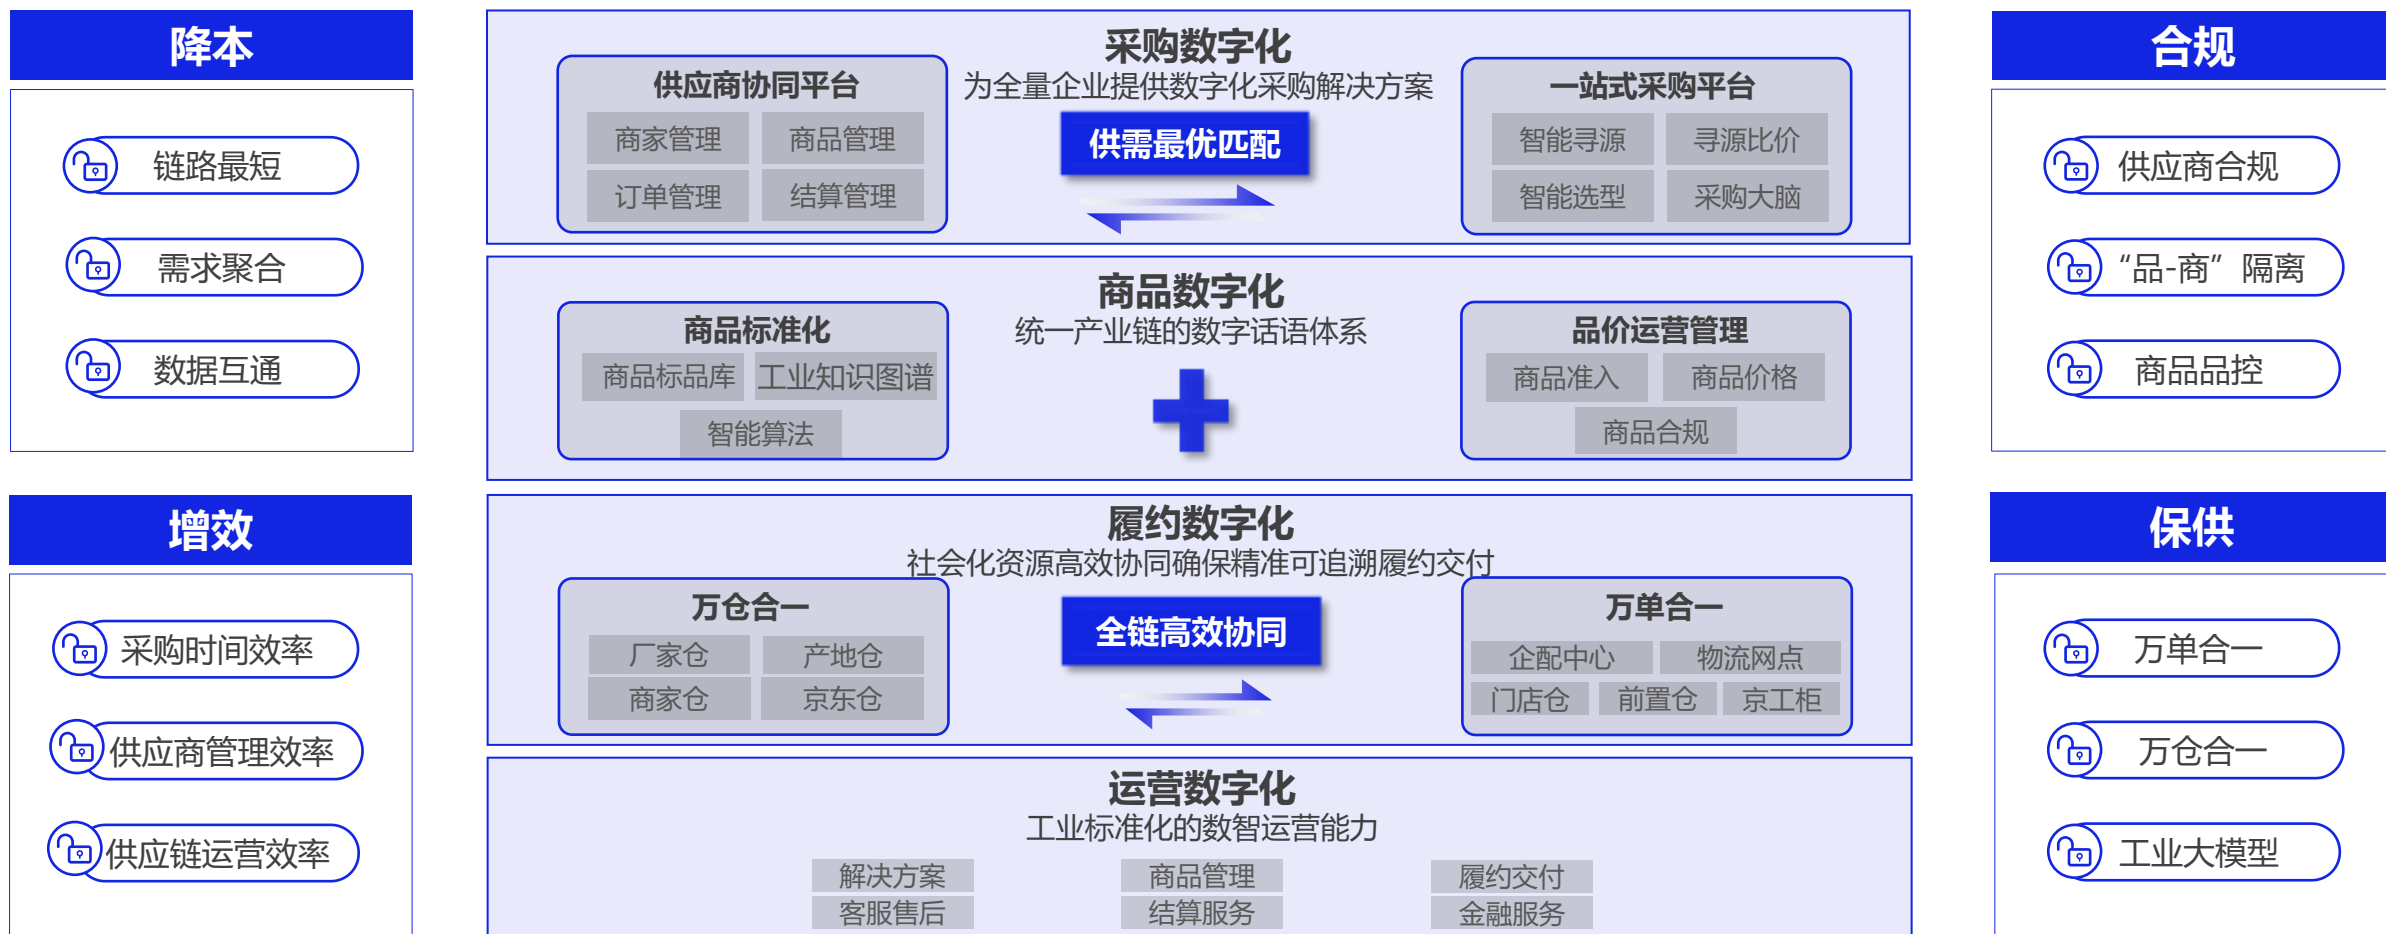 降本
链路最短
需求聚合
数据互通
增效
采购时间效率
供应商管理效率
供应链运营效率
采购数字化
为全量企业提供数字化采购解决方案
供应商协同平台
商家管理 商品管理
订单管理 结算管理
供需最优匹配
一站式采购平台
智能寻源 寻源比价
智能选型 采购大脑
商品数字化
统一产业链的数字话语体系
商品标准化
商品标品库 工业知识图谱
智能算法
品价运营管理
商品准入 商品价格
商品合规
履约数字化
社会化资源高效协同确保精准可追溯履约交付
万仓合一
厂家仓 产地仓
商家仓 京东仓
全链高效协同
万单合一
企配中心 物流网点
门店仓 前置仓 京工柜
运营数字化
工业标准化的数智运营能力
解决方案 商品管理 履约交付
客服售后 结算服务 金融服务
合规
供应商合规
“品-商”隔离
商品品控
保供
万单合一
万仓合一
工业大模型